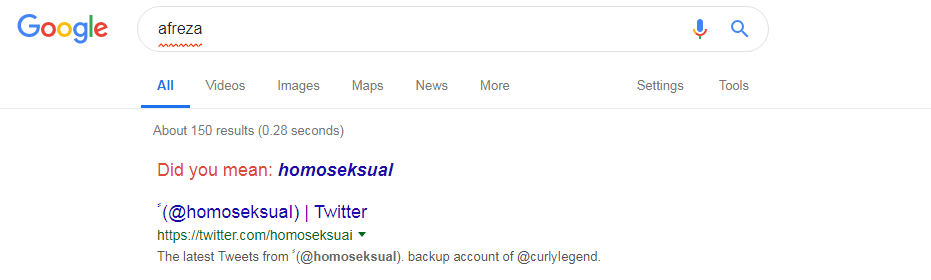 Google
afreza
All Videos Images Maps News More Settings Tools
About 150 results (0.28 seconds)
Did you mean: homoseksual
(@homoseksual) | Twitter
https://twitter.com/homoseksuai
The latest Tweets from (@homoseksual). backup account of @curlylegend.